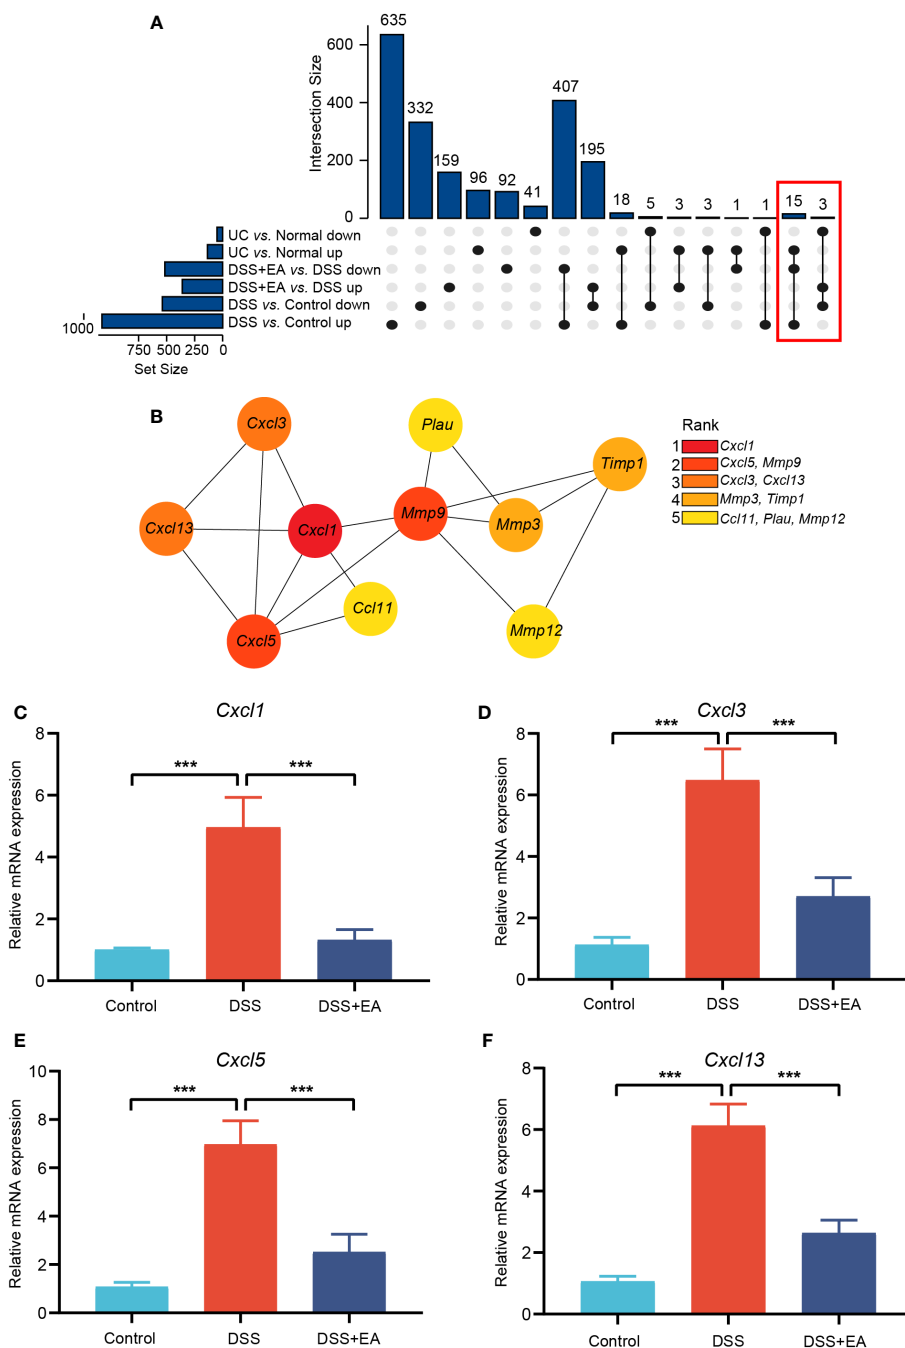 A
Intersection Size
600
400
200
0
635
332
159
96
92
41
407
195
18
5
3
3
1
1
15
3
UC vs. Normal down
UC vs. Normal up
DSS+EA vs. DSS down
DSS+EA vs. DSS up
DSS vs. Control down
DSS vs. Control up
1000
750 500 250 0
Set Size
B
Cxcl3
Plau
Timp1
Cxcl13
Cxcl1
Mmp9
Mmp3
Ccl11
Cxcl5
Mmp12
Rank
1 Cxcl1
2 Cxcl5, Mmp9
3 Cxcl3, Cxcl13
4 Mmp3, Timp1
5 Ccl11, Plau, Mmp12
C
Cxcl1
Relative mRNA expression
8
6
4
2
0
*** ***
Control DSS DSS+EA
D
Cxcl3
Relative mRNA expression
8
6
4
2
0
*** ***
Control DSS DSS+EA
E
Cxcl5
Relative mRNA expression
10
8
6
4
2
0
*** ***
Control DSS DSS+EA
F
Cxcl13
Relative mRNA expression
8
6
4
2
0
*** ***
Control DSS DSS+EA